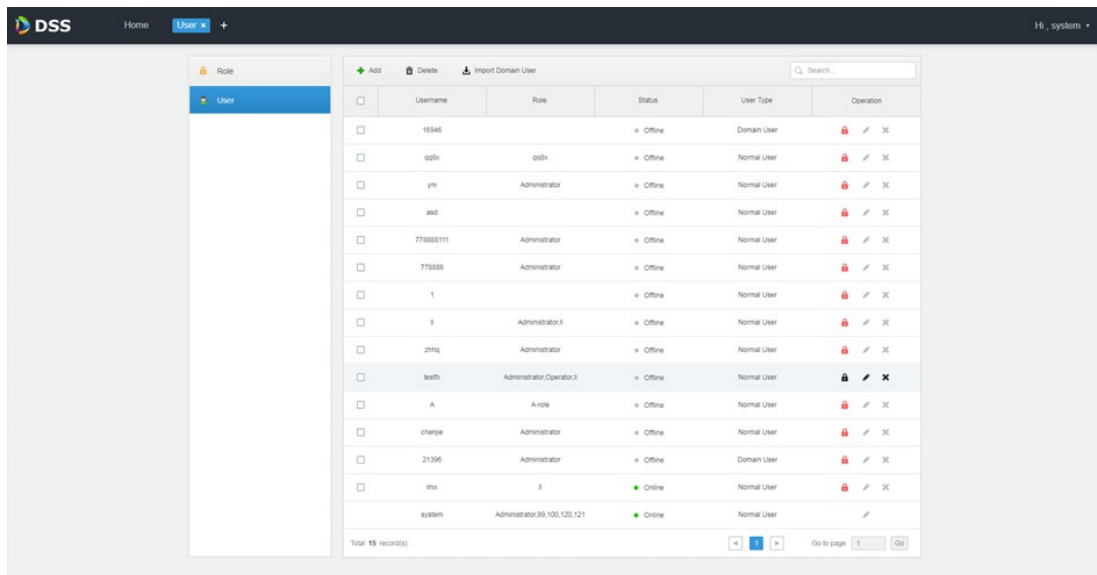 DSS Home User × + Hi , system
Role
User
Add Delete Import Domain User Search...
Username Role Status User Type Operation
16946 Offline Domain User
qq8x qq8x Offline Normal User
ym Administrator Offline Normal User
asd Offline Normal User
778888111 Administrator Offline Normal User
778888 Administrator Offline Normal User
1 Offline Normal User
ll Administrator,ll Offline Normal User
zhhq Administrator Offline Normal User
testfx Administrator,Operator,ll Offline Normal User
A A-role Offline Normal User
chenjie Administrator Offline Normal User
21396 Administrator Offline Domain User
lmx ll Online Normal User
system Administrator,99,100,120,121 Online Normal User
Total 15 record(s). 1 Go to page 1 Go